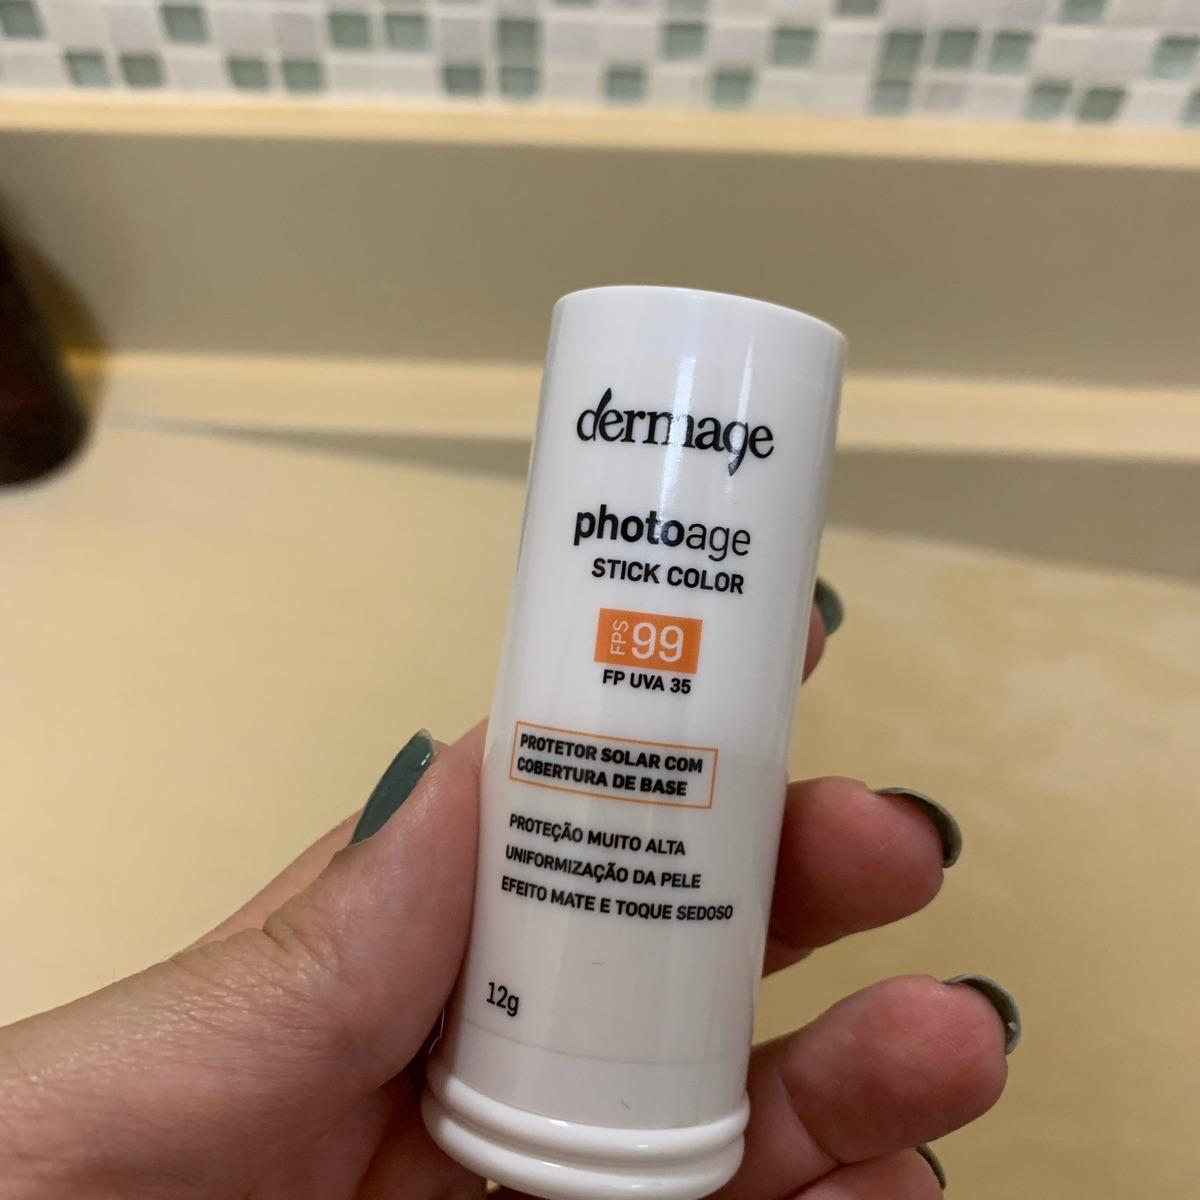 dermage
photoage
STICK COLOR
FPS 99
FP UVA 35
PROTETOR SOLAR COM
COBERTURA DE BASE
PROTEÇÃO MUITO ALTA
UNIFORMIZAÇÃO DA PELE
EFEITO MATE E TOQUE SEDOSO
12g